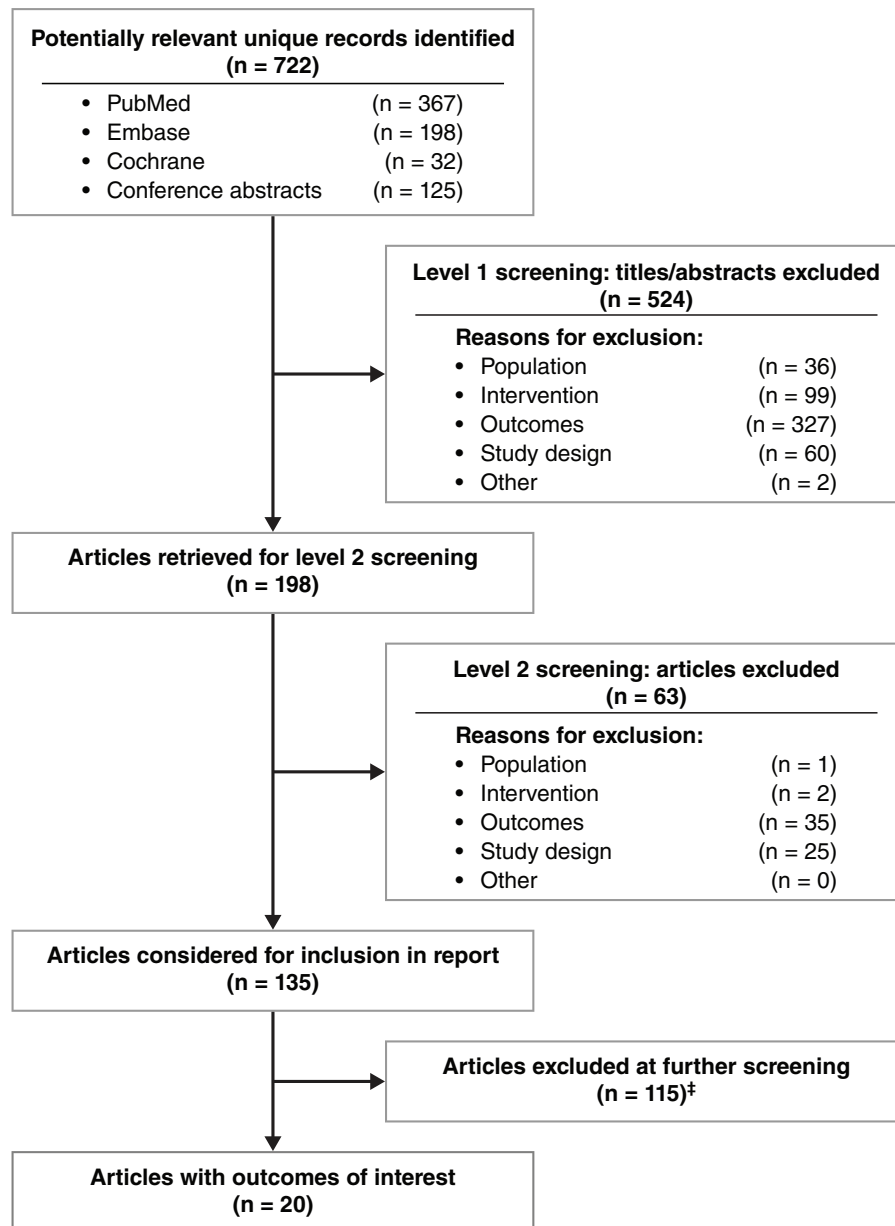 Potentially relevant unique records identified
(n = 722)
• PubMed (n = 367)
• Embase (n = 198)
• Cochrane (n = 32)
• Conference abstracts (n = 125)
Level 1 screening: titles/abstracts excluded
(n = 524)
Reasons for exclusion:
• Population (n = 36)
• Intervention (n = 99)
• Outcomes (n = 327)
• Study design (n = 60)
• Other (n = 2)
Articles retrieved for level 2 screening
(n = 198)
Level 2 screening: articles excluded
(n = 63)
Reasons for exclusion:
• Population (n = 1)
• Intervention (n = 2)
• Outcomes (n = 35)
• Study design (n = 25)
• Other (n = 0)
Articles considered for inclusion in report
(n = 135)
Articles excluded at further screening
(n = 115)‡
Articles with outcomes of interest
(n = 20)